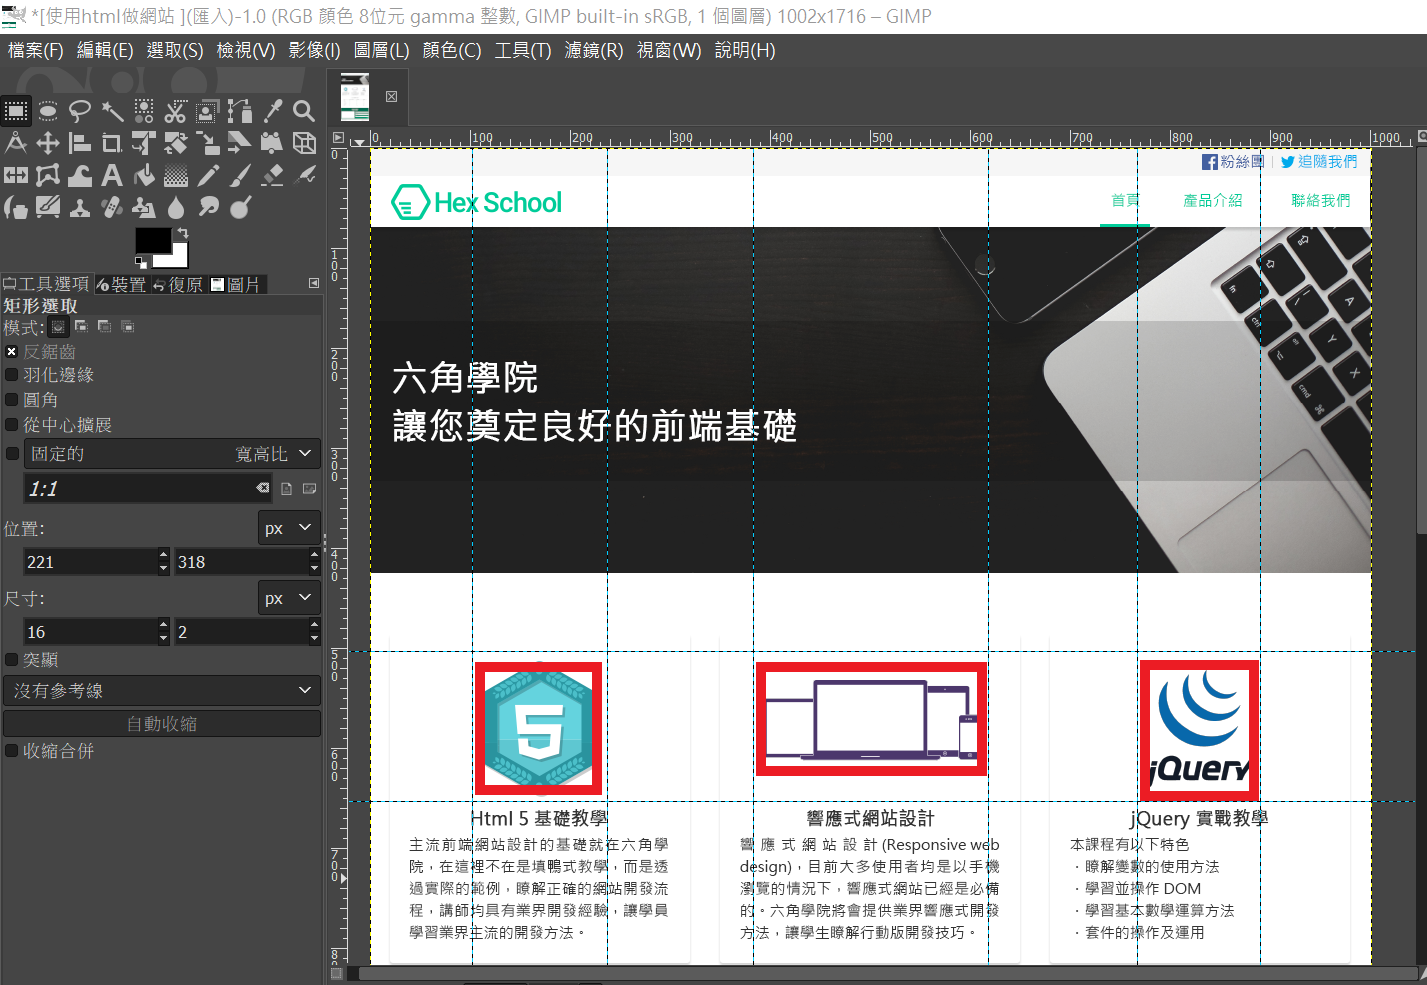 *[使用html做網站 ](匯入)-1.0 (RGB 顏色 8位元 gamma 整數, GIMP built-in sRGB, 1 個圖層) 1002x1716 – GIMP
檔案(F) 編輯(E) 選取(S) 檢視(V) 影像(I) 圖層(L) 顏色(C) 工具(T) 濾鏡(R) 視窗(W) 說明(H)
工具選項 裝置 復原 圖片
矩形選取
模式:
反鋸齒
羽化邊緣
圓角
從中心擴展
固定的 寬高比
1:1
位置: px
221 318
尺寸: px
16 2
突顯
沒有參考線
自動收縮
收縮合併
0 100 200 300 400 500 600 700 800 900 1000
0
100
200
300
400
500
600
700
8
粉絲團 | 追隨我們
Hex School
首頁 產品介紹 聯絡我們
六角學院
讓您奠定良好的前端基礎
fn
ctrl
cmd
A
Y
X
5
jQuery
Html 5 基礎教學
主流前端網站設計的基礎就在六角學
院，在這裡不在是填鴨式教學，而是透
過實際的範例，瞭解正確的網站開發流
程，講師均具有業界開發經驗，讓學員
學習業界主流的開發方法。
響應式網站設計
響應式網站設計(Responsive web
design)，目前大多使用者均是以手機
瀏覽的情況下，響應式網站已經是必備
的。六角學院將會提供業界響應式開發
方法，讓學生瞭解行動版開發技巧。
jQuery 實戰教學
本課程有以下特色
· 瞭解變數的使用方法
· 學習並操作 DOM
· 學習基本數學運算方法
· 套件的操作及運用